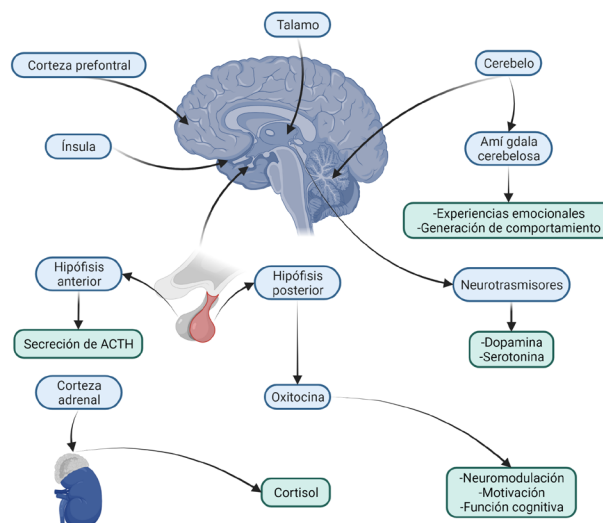 Talamo
Corteza prefontral
Cerebelo
Ínsula
Amí gdala
cerebelosa
-Experiencias emocionales
-Generación de comportamiento
Hipófisis
anterior
Hipófisis
posterior
Neurotrasmisores
Secreción de ACTH
-Dopamina
-Serotonina
Corteza
adrenal
Oxitocina
Cortisol
-Neuromodulación
-Motivación
-Función cognitiva